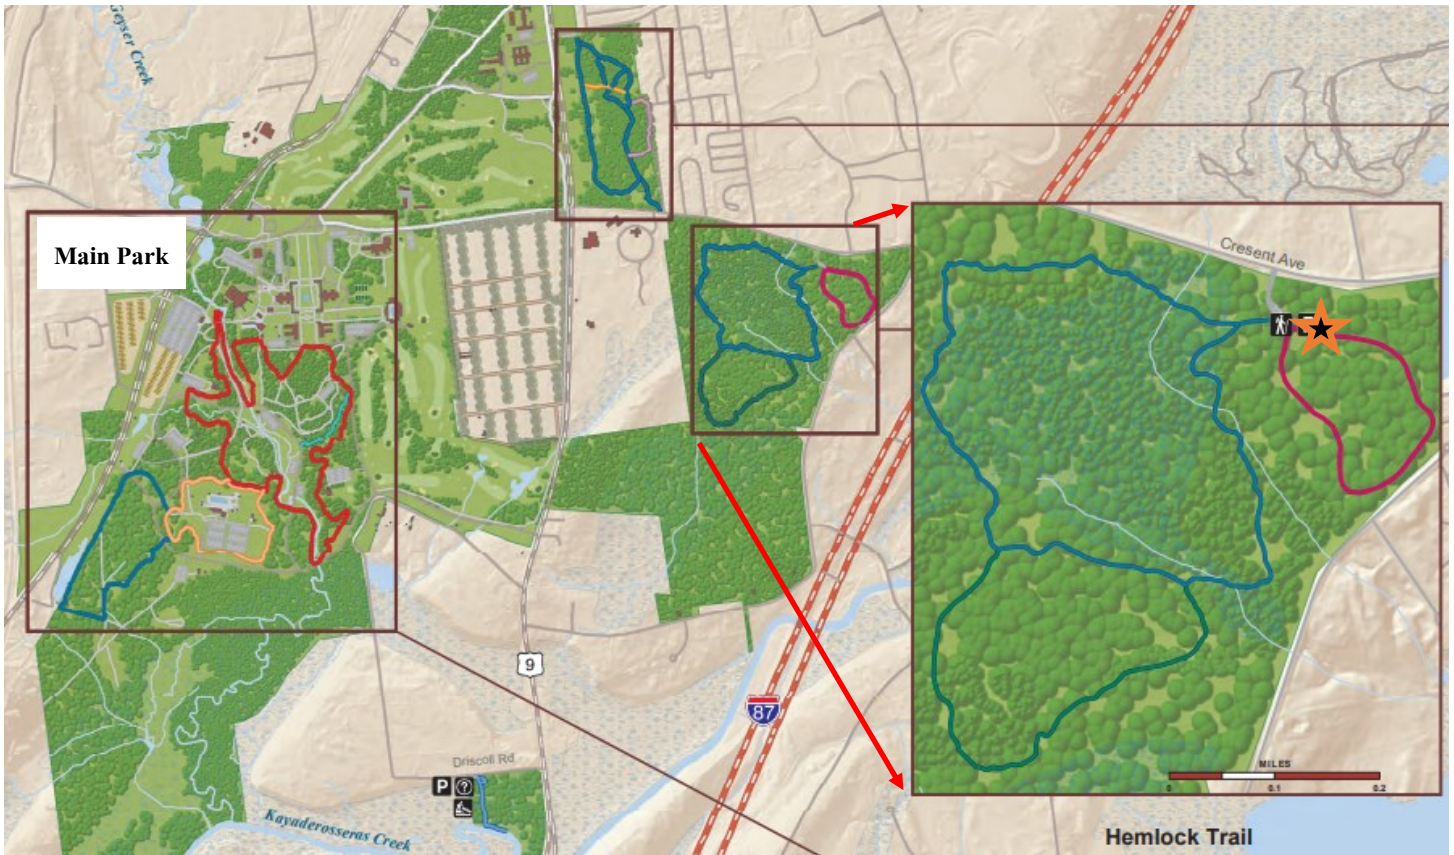 Geyser Creek
Main Park
Cresent Ave
9
87
Driscoll Rd
P ?
Kayaderosseras Creek
MILES
0 0.1 0.2
Hemlock Trail